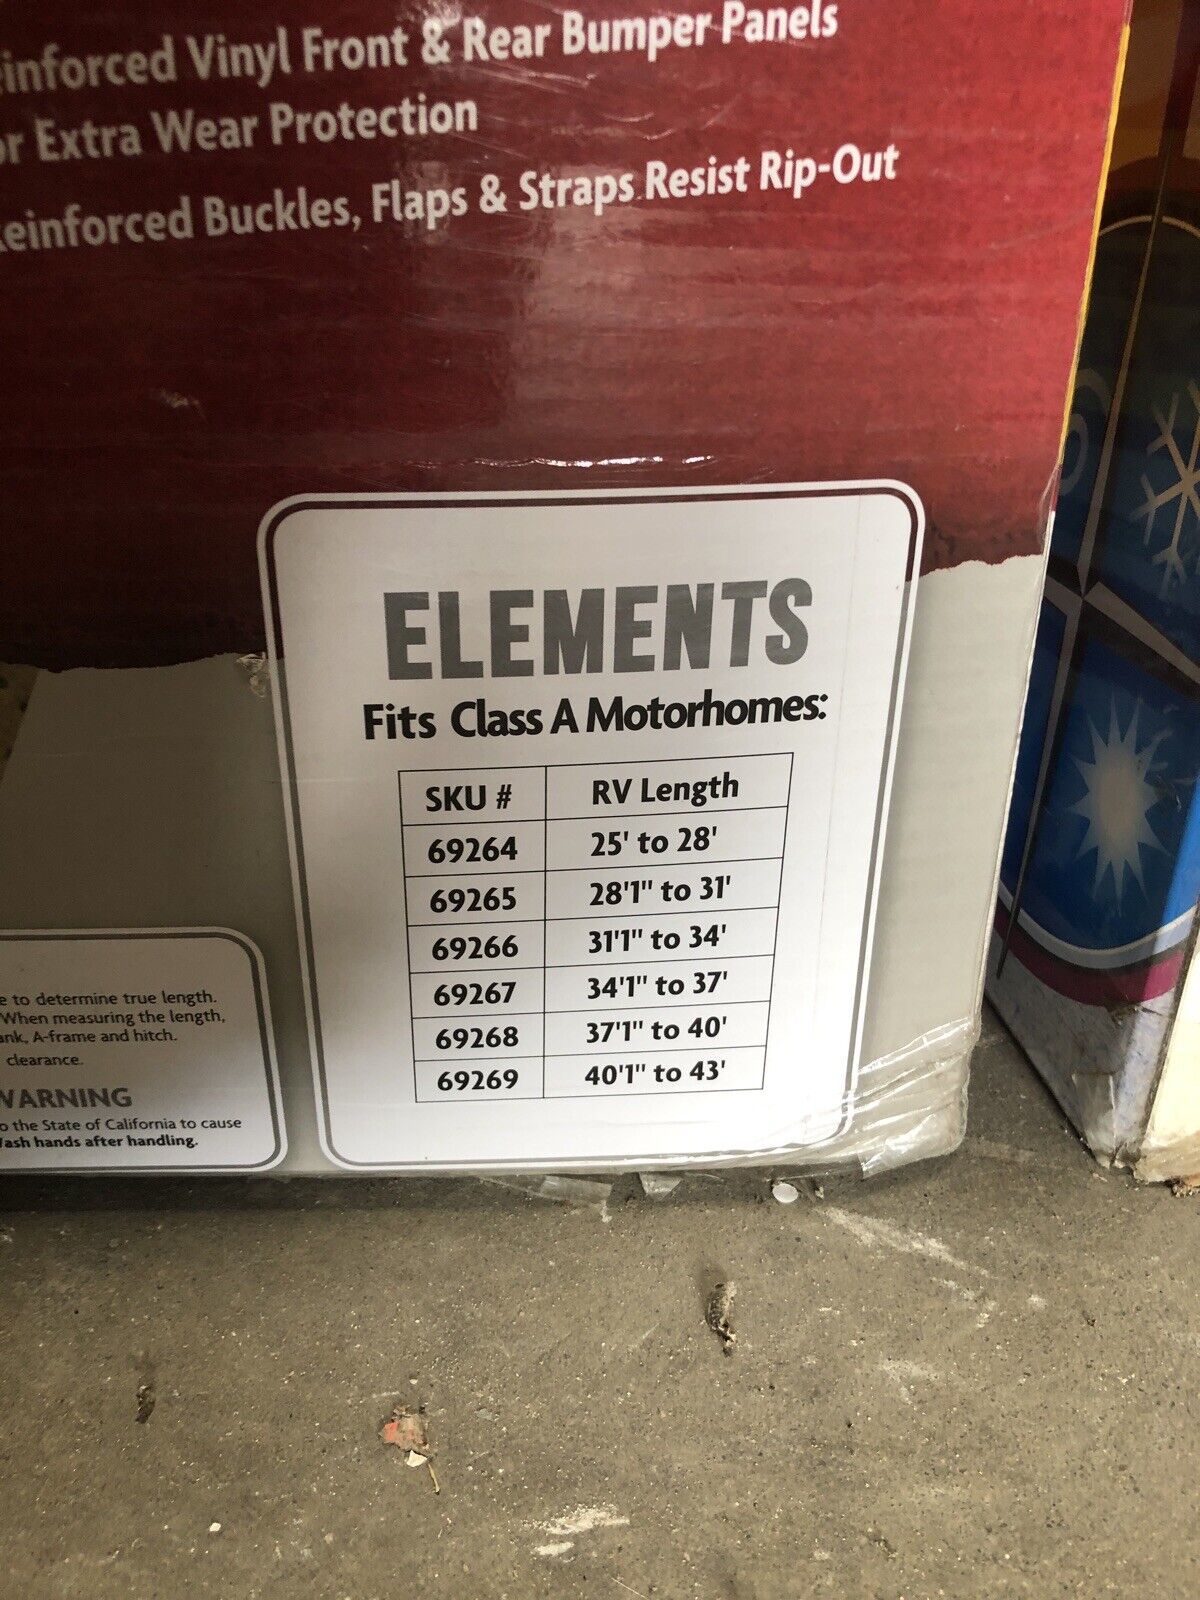 einforced Vinyl Front & Rear Bumper Panels
or Extra Wear Protection
einforced Buckles, Flaps & Straps Resist Rip-Out
ELEMENTS
Fits Class A Motorhomes:
SKU # RV Length
69264 25' to 28'
69265 28'1" to 31'
69266 31'1" to 34'
69267 34'1" to 37'
69268 37'1" to 40'
69269 40'1" to 43'
e to determine true length.
When measuring the length,
ank, A-frame and hitch.
clearance.
WARNING
o the State of California to cause
ash hands after handling.